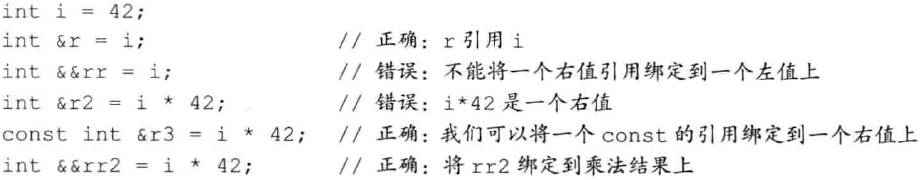 int i = 42;
int &r = i; // 正确：r 引用 i
int &&rr = i; // 错误：不能将一个右值引用绑定到一个左值上
int &r2 = i * 42; // 错误：i*42 是一个右值
const int &r3 = i * 42; // 正确：我们可以将一个 const 的引用绑定到一个右值上
int &&rr2 = i * 42; // 正确：将 rr2 绑定到乘法结果上